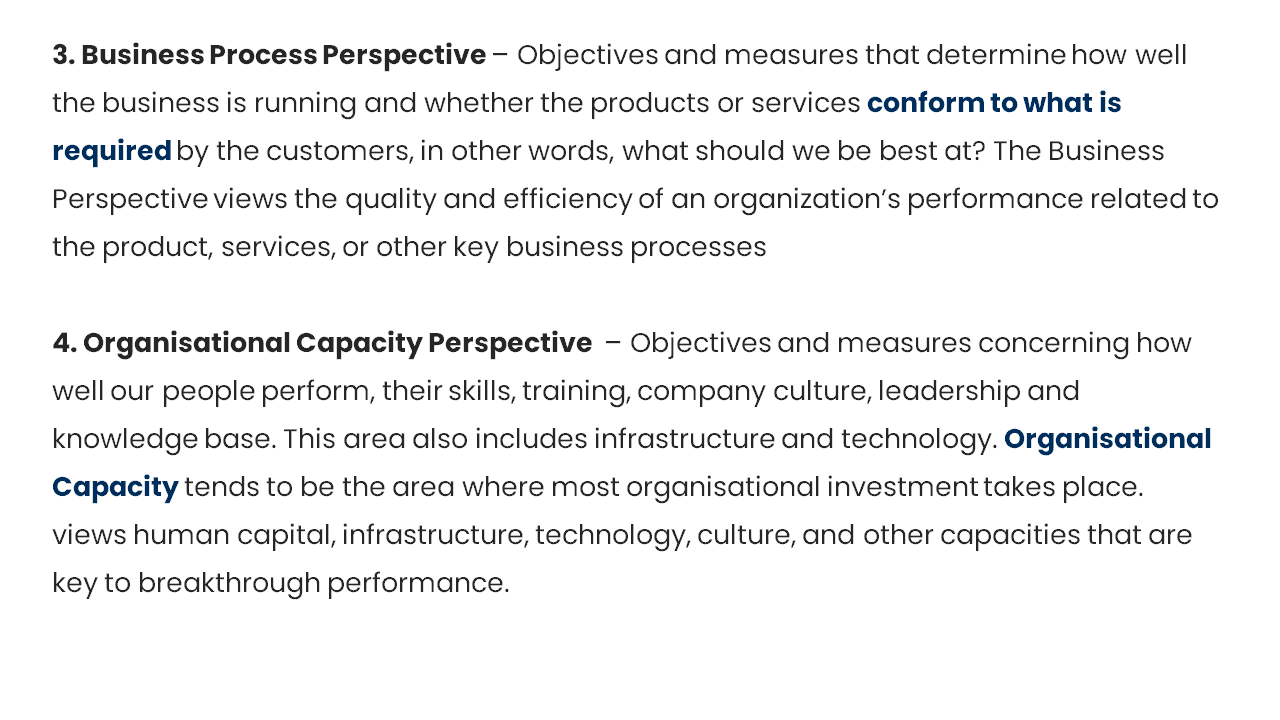 3. Business Process Perspective – Objectives and measures that determine how well
the business is running and whether the products or services conform to what is
required by the customers, in other words, what should we be best at? The Business
Perspective views the quality and efficiency of an organization’s performance related to
the product, services, or other key business processes
4. Organisational Capacity Perspective – Objectives and measures concerning how
well our people perform, their skills, training, company culture, leadership and
knowledge base. This area also includes infrastructure and technology. Organisational
Capacity tends to be the area where most organisational investment takes place.
views human capital, infrastructure, technology, culture, and other capacities that are
key to breakthrough performance.